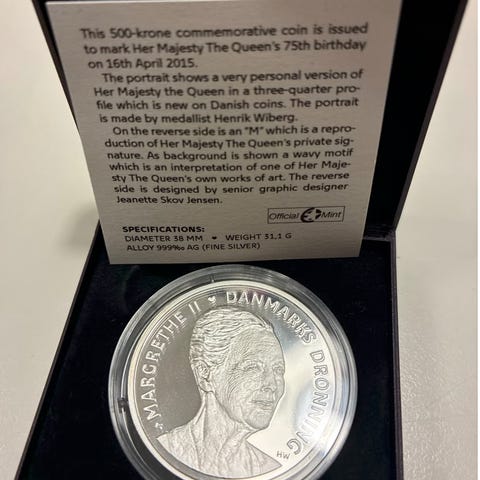 This 500-krone commemorative coin is issued
to mark Her Majesty The Queen's 75th birthday
on 16th April 2015.
The portrait shows a very personal version of
Her Majesty the Queen in a three-quarter pro-
file which is new on Danish coins. The portrait
is made by medallist Henrik Wiberg.
On the reverse side is an "M" which is a repro-
duction of Her Majesty The Queen's private sig-
nature. As background is shown a wavy motif
which is an interpretation of one of Her Maje-
sty The Queen's own works of art. The reverse
side is designed by senior graphic designer
Jeanette Skov Jensen.
Official Mint
SPECIFICATIONS:
DIAMETER 38 MM ♥ WEIGHT 31,1 G
ALLOY 999‰ AG (FINE SILVER)
MARGRETHE II ♥ DANMARKS DRONNING
HW